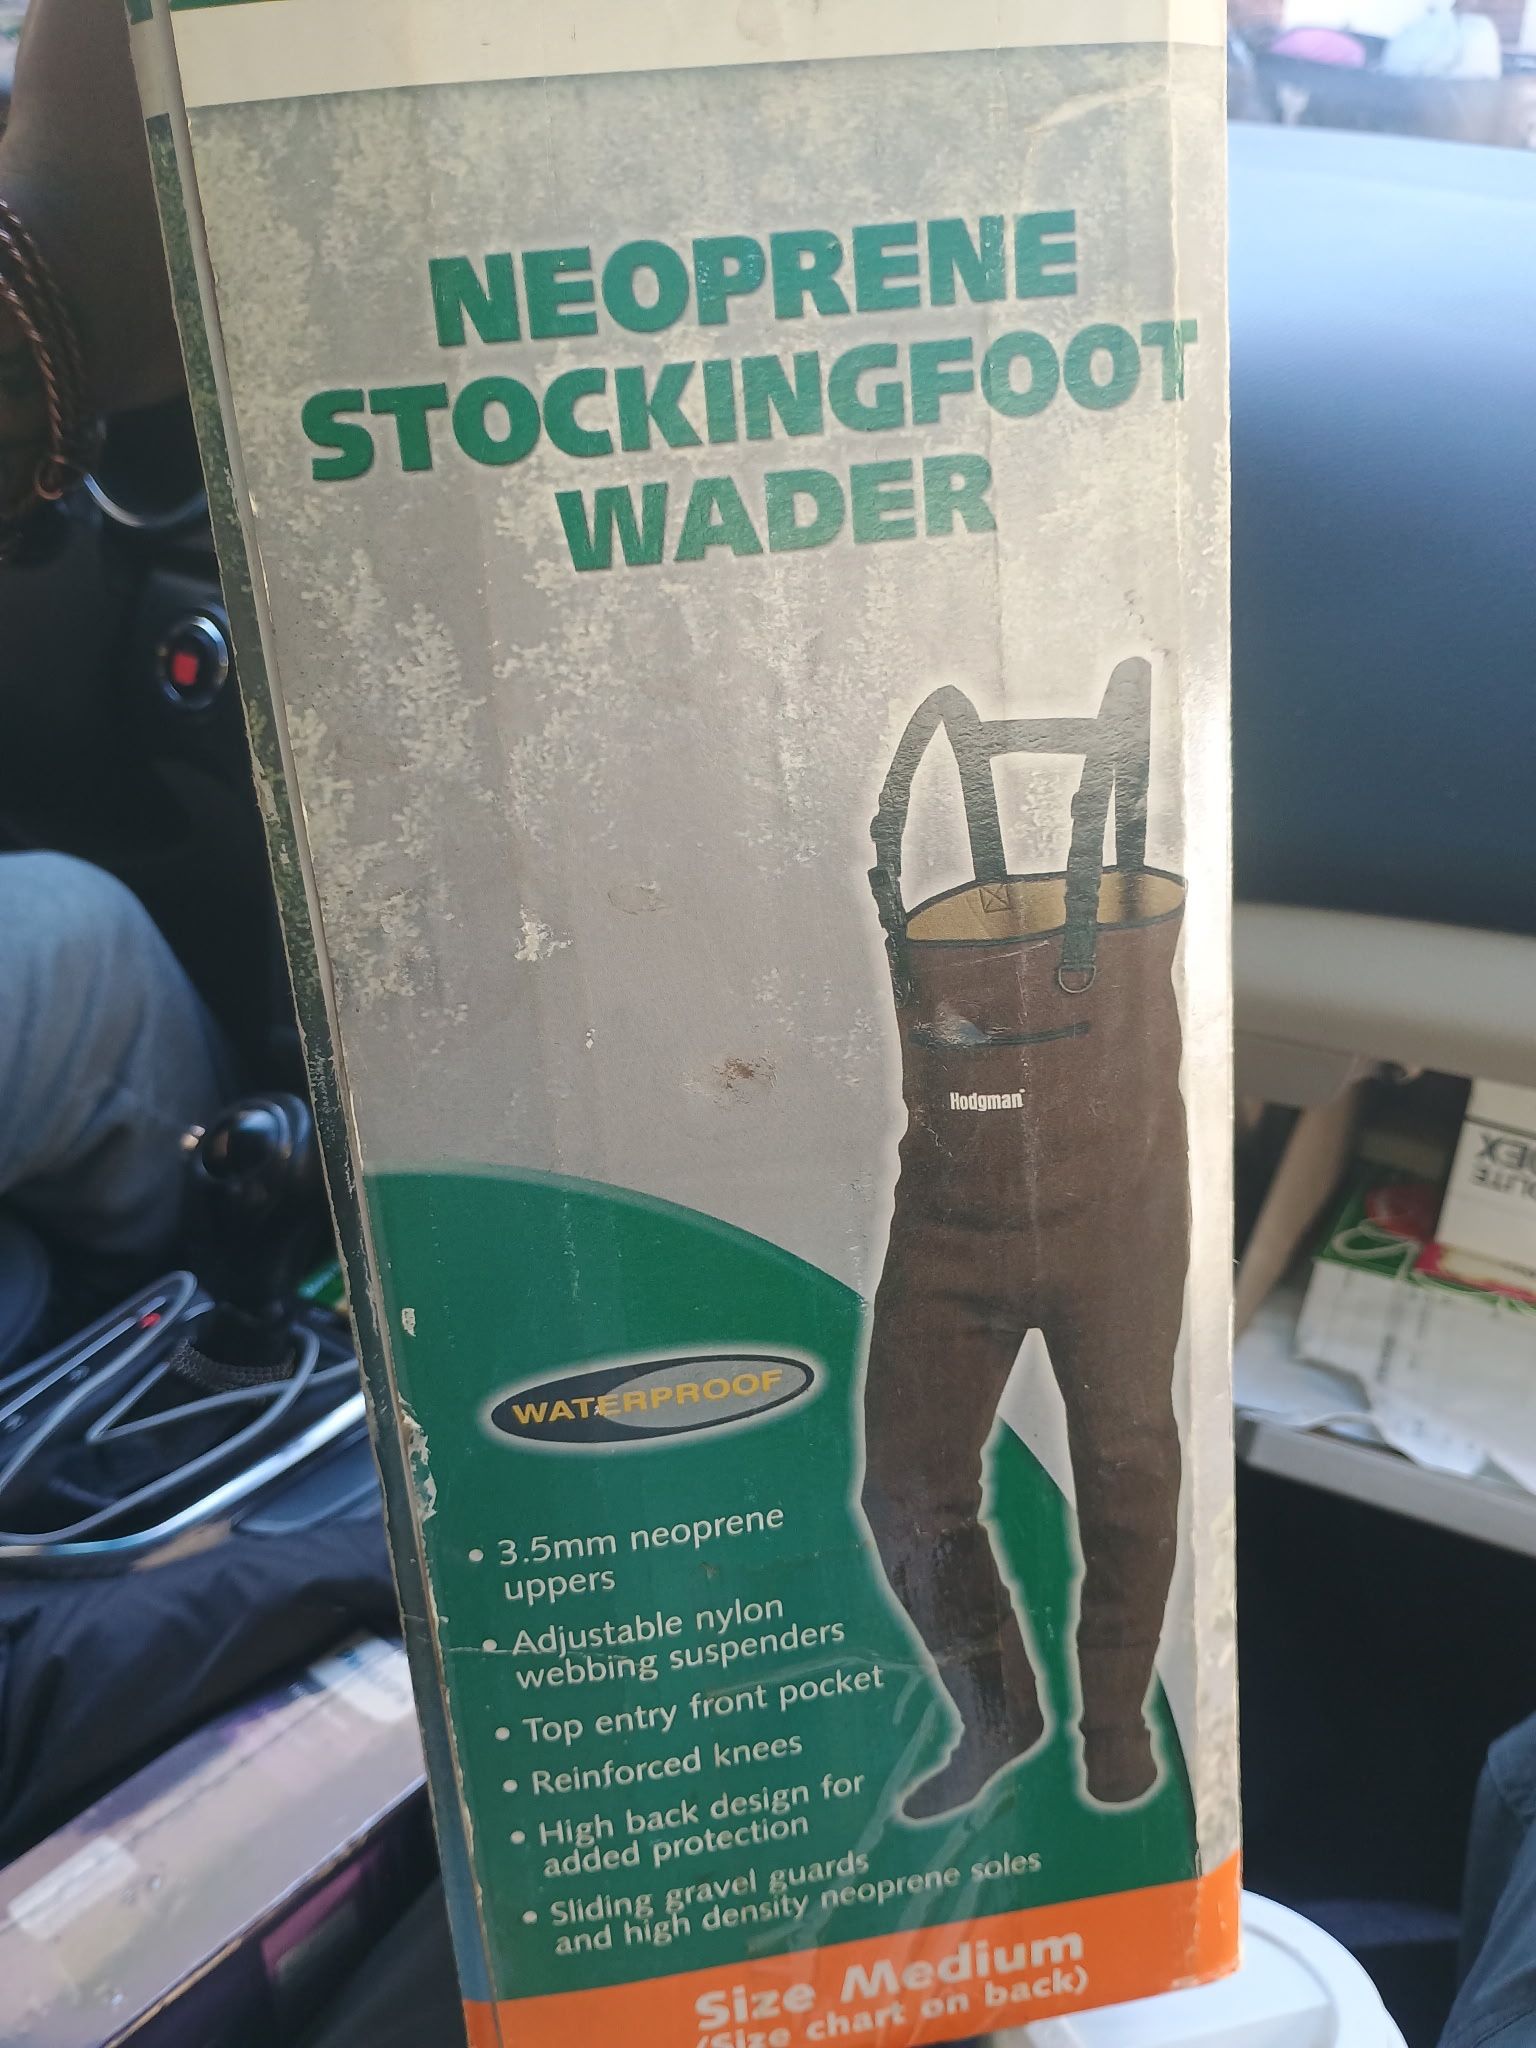 NEOPRENE
STOCKINGFOOT
WADER
Hodgman®
WATERPROOF
• 3.5mm neoprene
uppers
• Adjustable nylon
webbing suspenders
• Top entry front pocket
• Reinforced knees
• High back design for
added protection
• Sliding gravel guards
and high density neoprene soles
Size Medium
(Size chart on back)